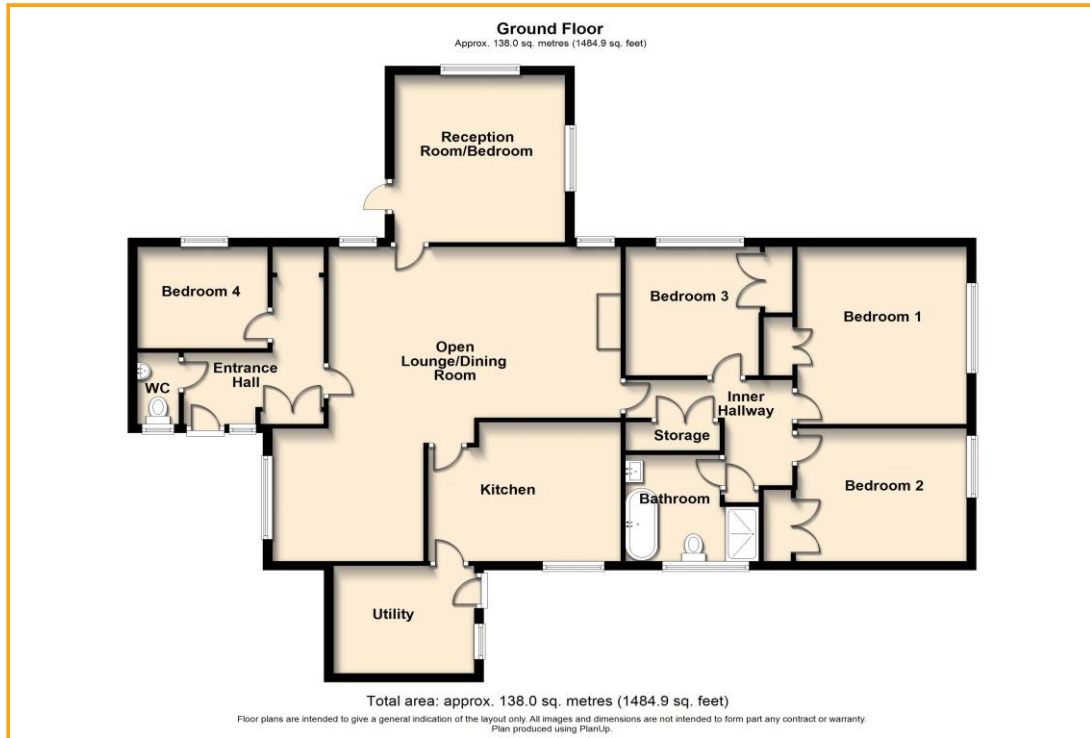 Ground Floor
Approx. 138.0 sq. metres (1484.9 sq. feet)
Reception
Room/Bedroom
Bedroom 4
Bedroom 3
Bedroom 1
Open
Lounge/Dining
Room
Entrance
Hall
WC
Inner
Hallway
Storage
Kitchen
Bathroom
Bedroom 2
Utility
Total area: approx. 138.0 sq. metres (1484.9 sq. feet)
Floor plans are intended to give a general indication of the layout only. All images and dimensions are not intended to form part any contract or warranty.
Plan produced using PlanUp.